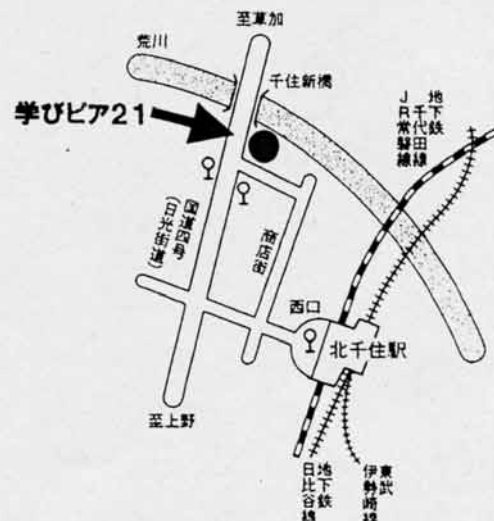 至草加
荒川
千住新橋
学びピア21
JR常磐線
地下鉄千代田線
国道四号
(日光街道)
商店街
西口
北千住駅
至上野
地下鉄日比谷線
東武伊勢崎線